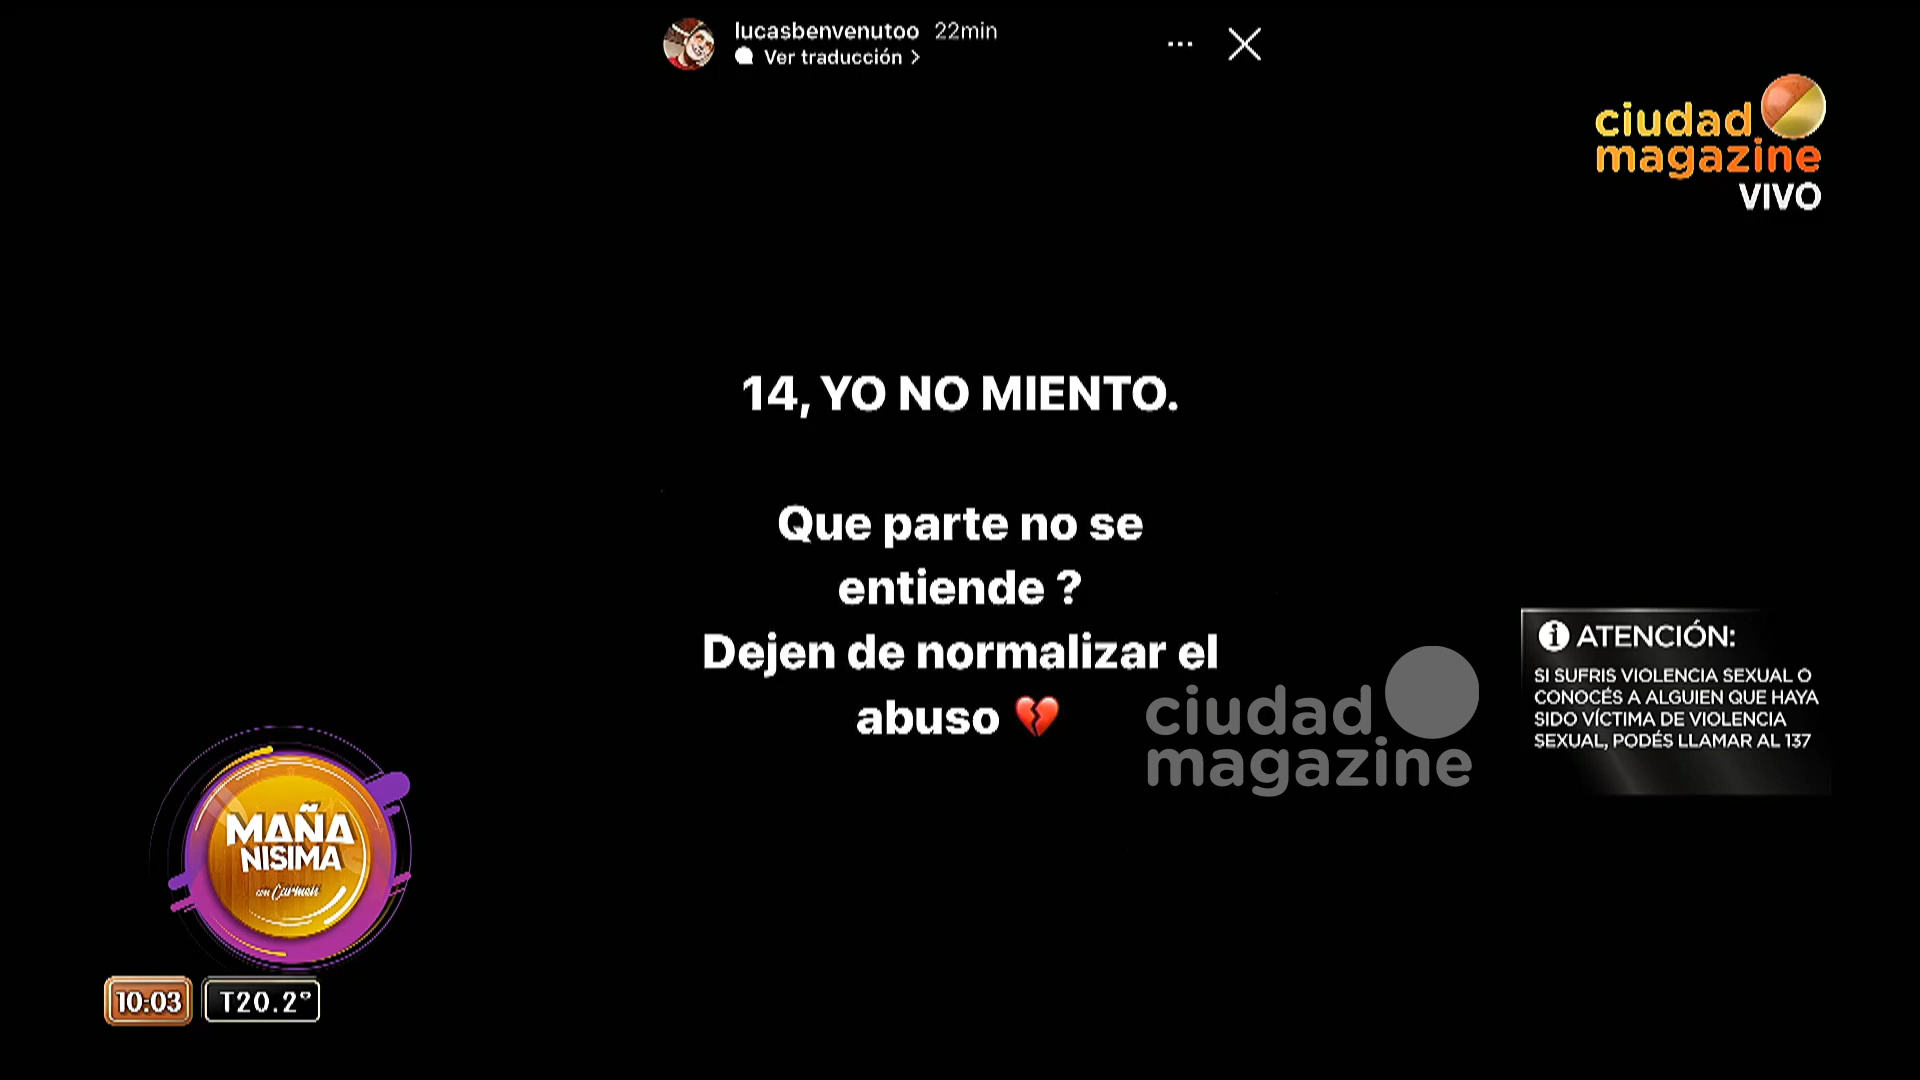 lucasbenvenutoo 22min
Ver traducción >
ciudad
magazine
VIVO
14, YO NO MIENTO.
Que parte no se
entiende ?
Dejen de normalizar el
abuso 💔
ciudad
magazine
ATENCIÓN:
SI SUFRIS VIOLENCIA SEXUAL O
CONOCÉS A ALGUIEN QUE HAYA
SIDO VÍCTIMA DE VIOLENCIA
SEXUAL, PODÉS LLAMAR AL 137
MAÑA
NISIMA
con Carmen
10:03 T20.2°